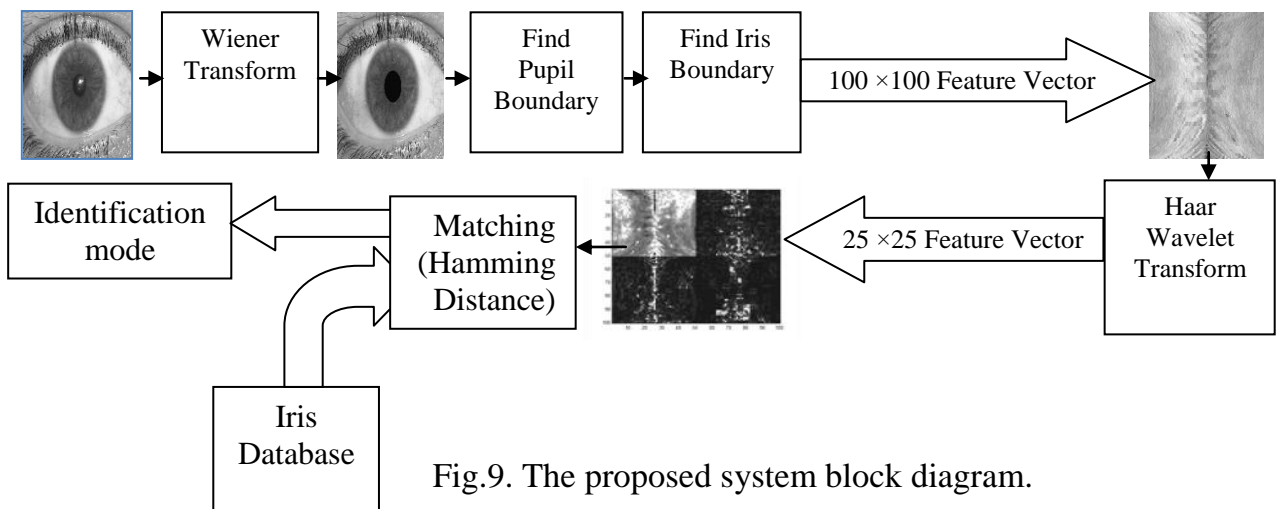 Wiener
Transform
Find
Pupil
Boundary
Find Iris
Boundary
100 ×100 Feature Vector
Identification
mode
Matching
(Hamming
Distance)
25 ×25 Feature Vector
Haar
Wavelet
Transform
Iris
Database
Fig.9. The proposed system block diagram.